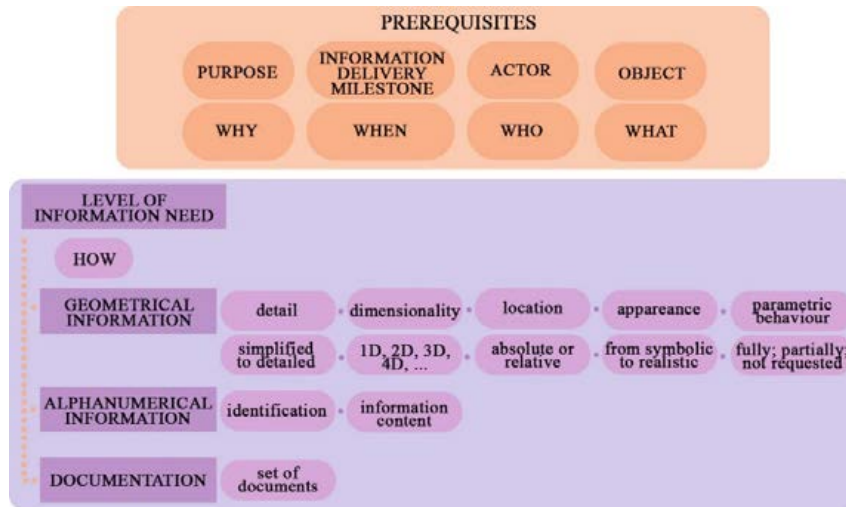 PREREQUISITES
PURPOSE
INFORMATION
DELIVERY
MILESTONE
ACTOR
OBJECT
WHY
WHEN
WHO
WHAT
LEVEL OF
INFORMATION NEED
HOW
GEOMETRICAL
INFORMATION
detail
dimensionality
location
appareance
parametric
behaviour
simplified
to detailed
1D, 2D, 3D,
4D, ...
absolute or
relative
from symbolic
to realistic
fully; partially;
not requested
ALPHANUMERICAL
INFORMATION
identification
information
content
DOCUMENTATION
set of
documents